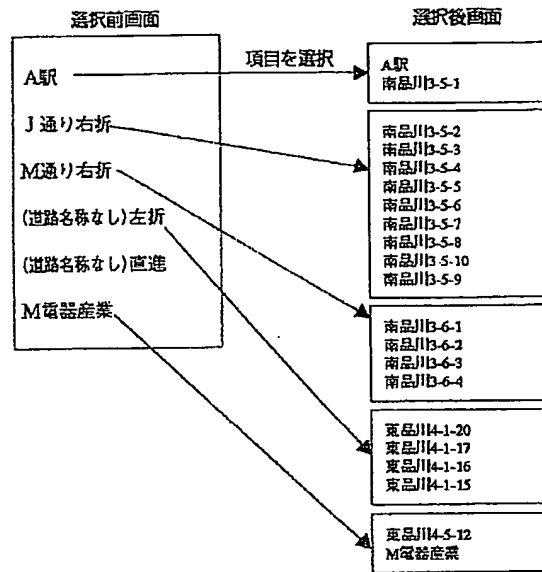 選択前画面
A駅
J通り右折
M通り右折
(道路名称なし)左折
(道路名称なし)直進
M電器産業
項目を選択
選択後画面
A駅
南品川3-5-1
南品川3-5-2
南品川3-5-3
南品川3-5-4
南品川3-5-5
南品川3-5-6
南品川3-5-7
南品川3-5-8
南品川3-5-10
南品川3-5-9
南品川3-6-1
南品川3-6-2
南品川3-6-3
南品川3-6-4
東品川4-1-20
東品川4-1-17
東品川4-1-16
東品川4-1-15
東品川4-5-12
M電器産業